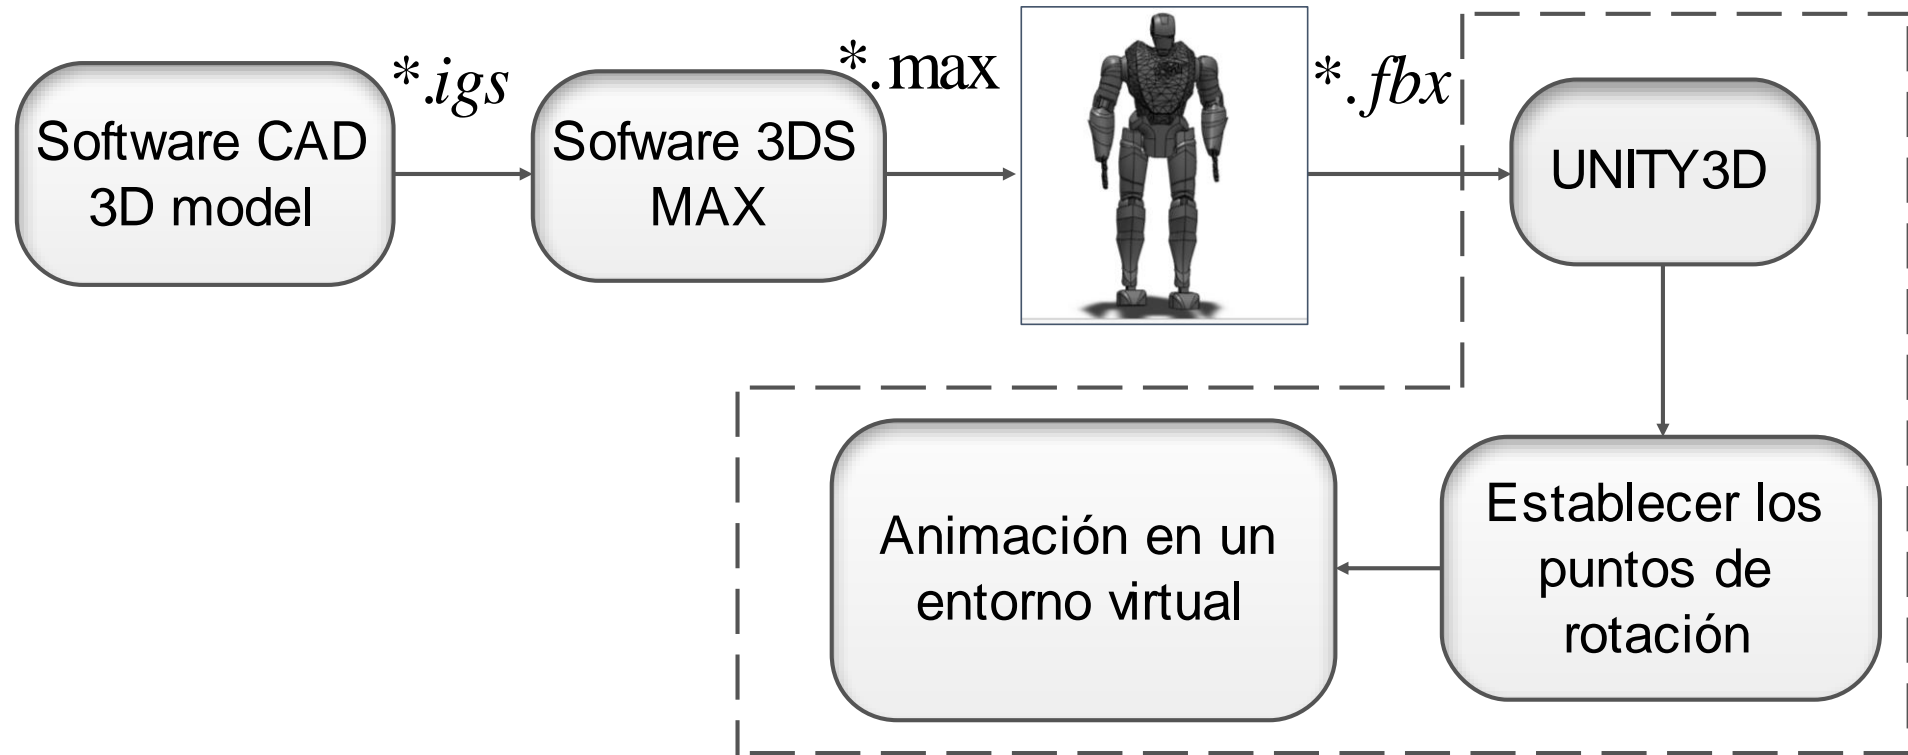 Software CAD
3D model
*.igs
Sofware 3DS
MAX
*.max
*.fbx
UNITY3D
Establecer los
puntos de
rotación
Animación en un
entorno virtual